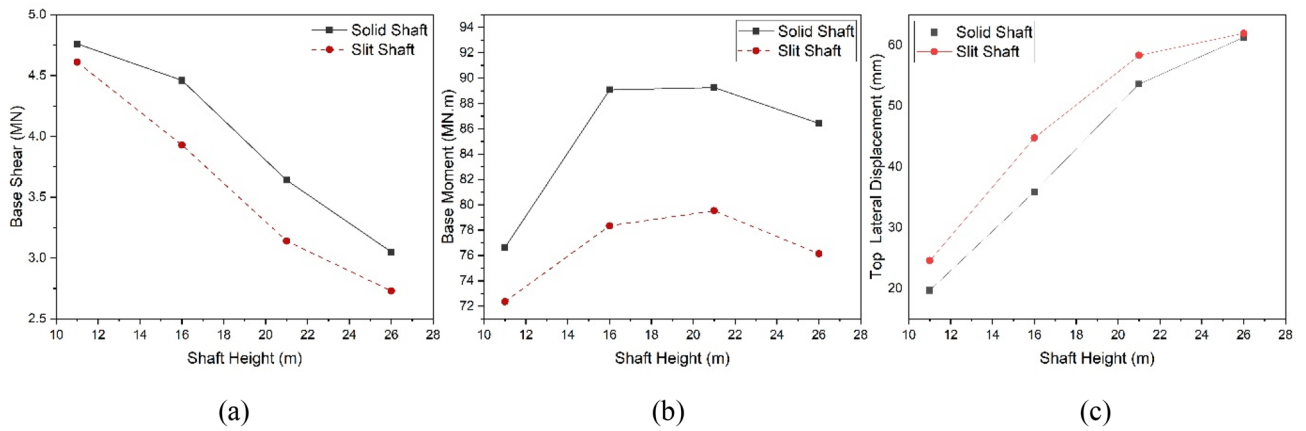 Solid Shaft
Slit Shaft
5.0
4.5
4.0
3.5
3.0
2.5
Base Shear (MN)
10 12 14 16 18 20 22 24 26 28
Shaft Height (m)
(a)
Solid Shaft
Slit Shaft
94
92
90
88
86
84
82
80
78
76
74
72
Base Moment (MN.m)
10 12 14 16 18 20 22 24 26 28
Shaft Height (m)
(b)
Solid Shaft
Slit Shaft
60
50
40
30
20
Top Lateral Displacement (mm)
10 12 14 16 18 20 22 24 26 28
Shaft Height (m)
(c)